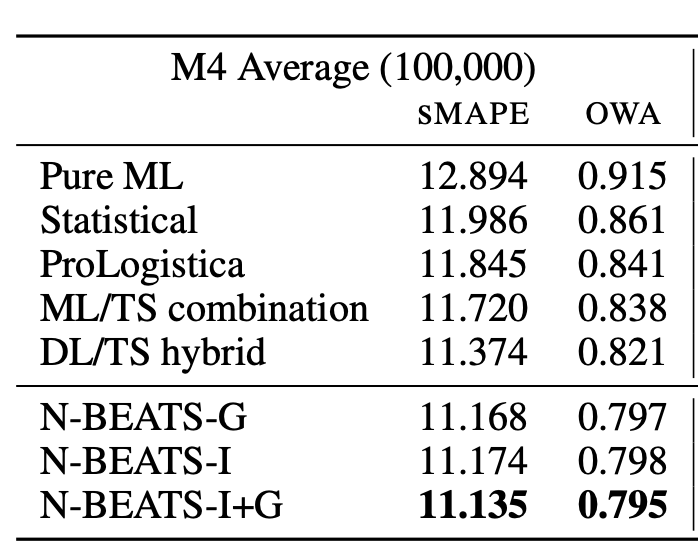 M4 Average (100,000)
SMAPE OWA
Pure ML 12.894 0.915
Statistical 11.986 0.861
ProLogistica 11.845 0.841
ML/TS combination 11.720 0.838
DL/TS hybrid 11.374 0.821
N-BEATS-G 11.168 0.797
N-BEATS-I 11.174 0.798
N-BEATS-I+G 11.135 0.795